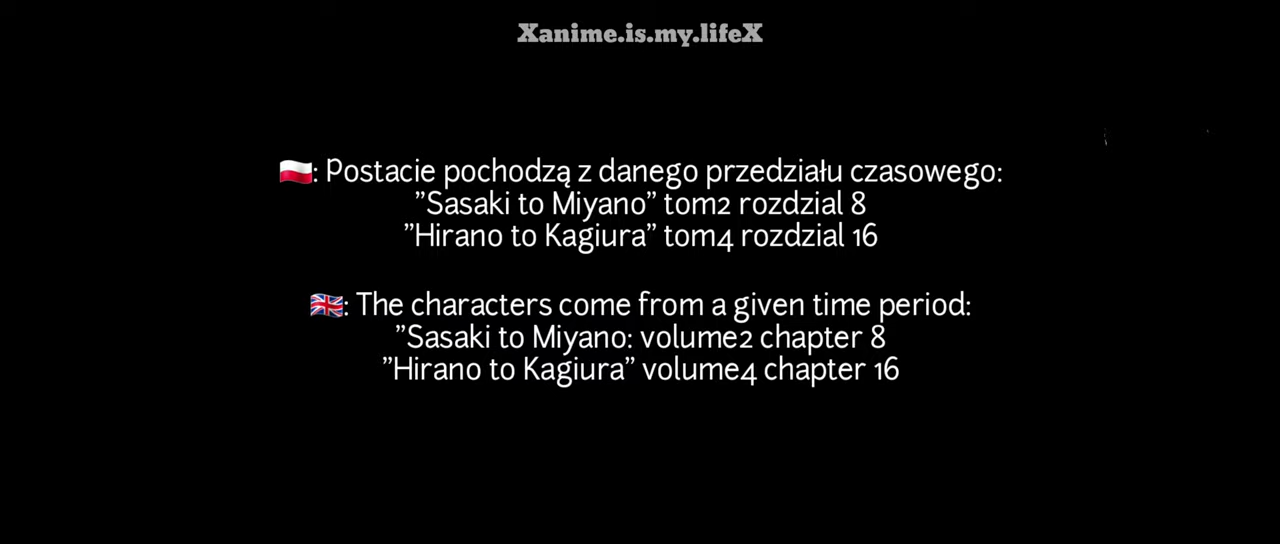 Xanime.is.my.lifeX
🇵🇱: Postacie pochodzą z danego przedziału czasowego:
”Sasaki to Miyano” tom2 rozdzial 8
”Hirano to Kagiura” tom4 rozdzial 16
🇬🇧: The characters come from a given time period:
”Sasaki to Miyano: volume2 chapter 8
”Hirano to Kagiura” volume4 chapter 16